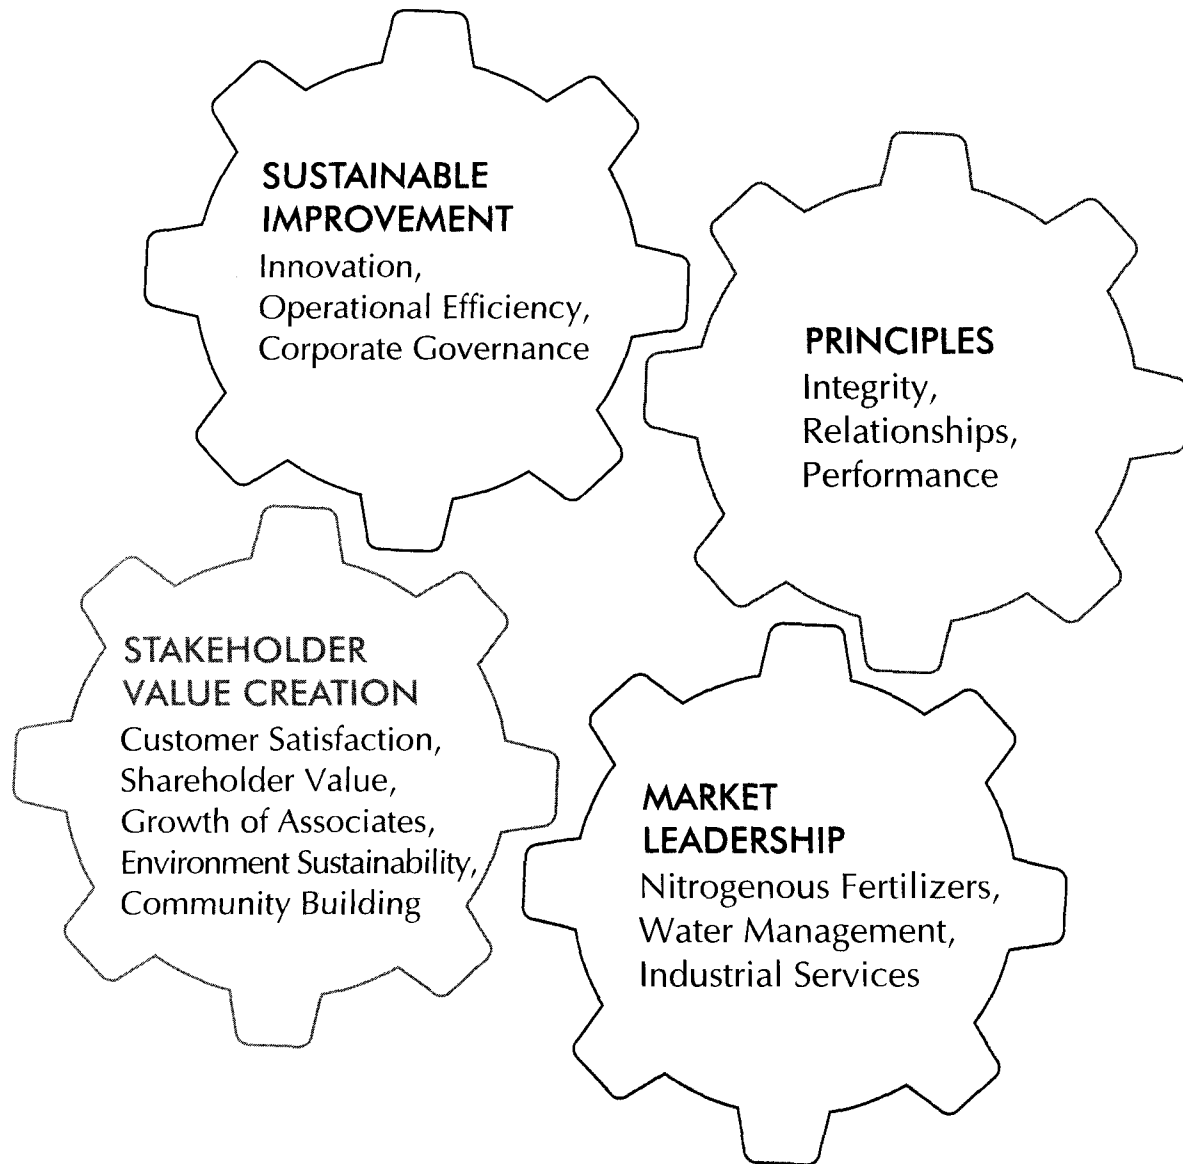 SUSTAINABLE
IMPROVEMENT
Innovation,
Operational Efficiency,
Corporate Governance
PRINCIPLES
Integrity,
Relationships,
Performance
STAKEHOLDER
VALUE CREATION
Customer Satisfaction,
Shareholder Value,
Growth of Associates,
Environment Sustainability,
Community Building
MARKET
LEADERSHIP
Nitrogenous Fertilizers,
Water Management,
Industrial Services